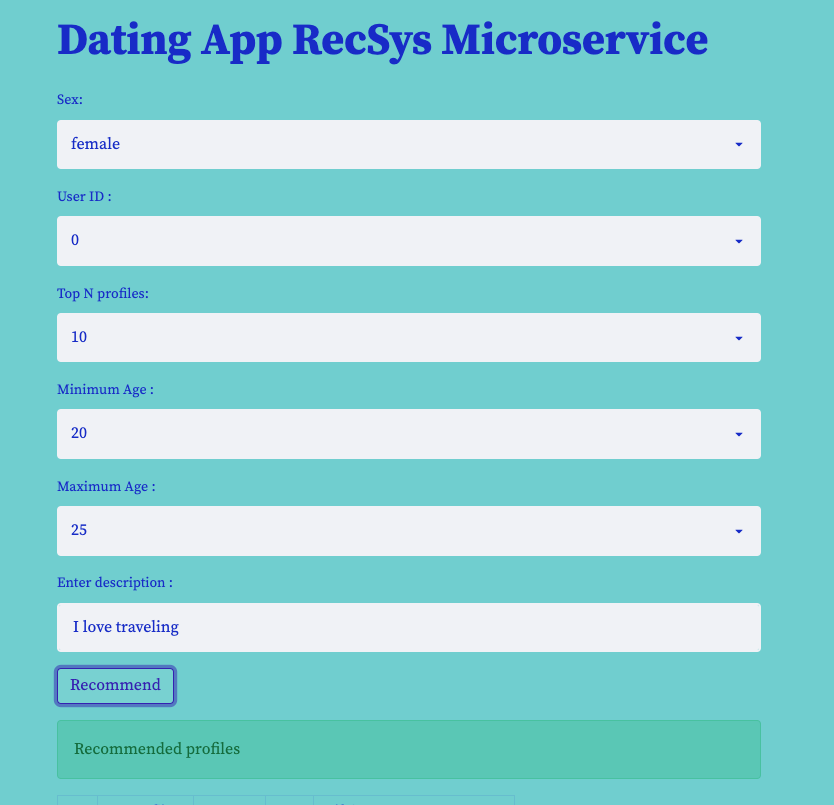 Dating App RecSys Microservice
Sex:
female
User ID :
0
Top N profiles:
10
Minimum Age :
20
Maximum Age :
25
Enter description :
I love traveling
Recommend
Recommended profiles